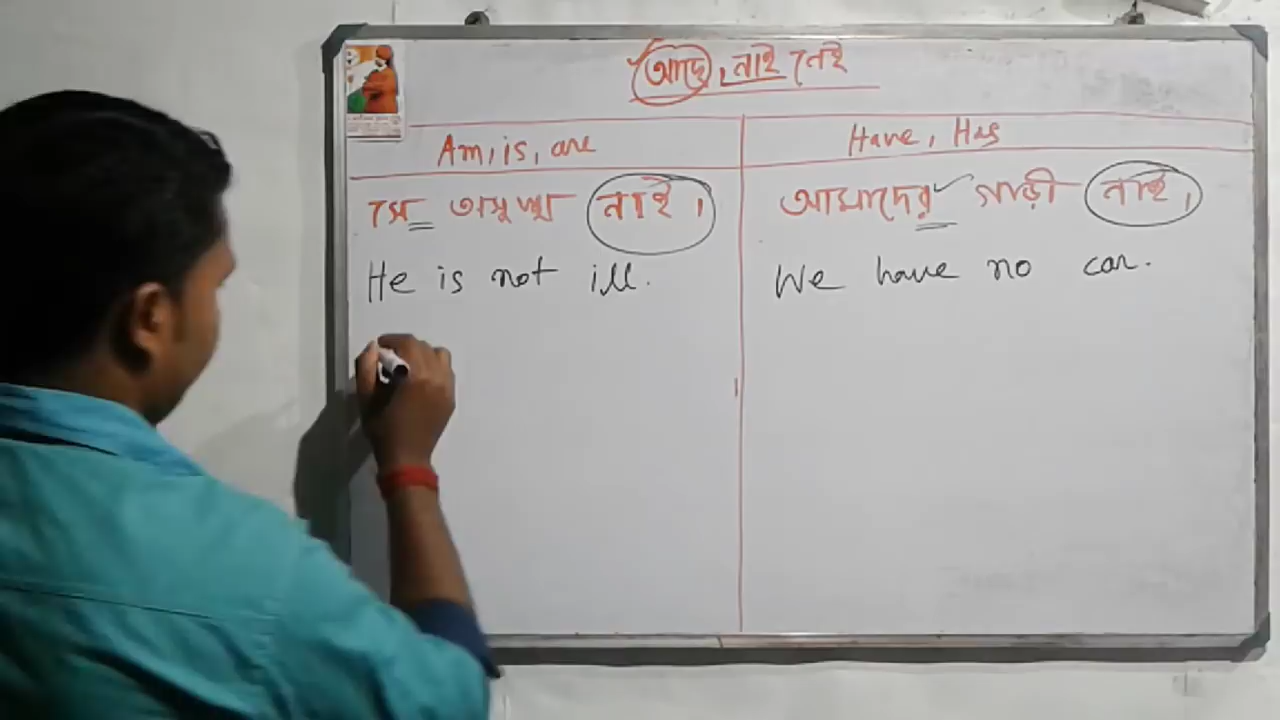 আছে, নাই নেই
Am, is, are
Have, Has
সে অসুস্থ নাই।
আমাদের গাড়ী নাই।
He is not ill.
We have no car.